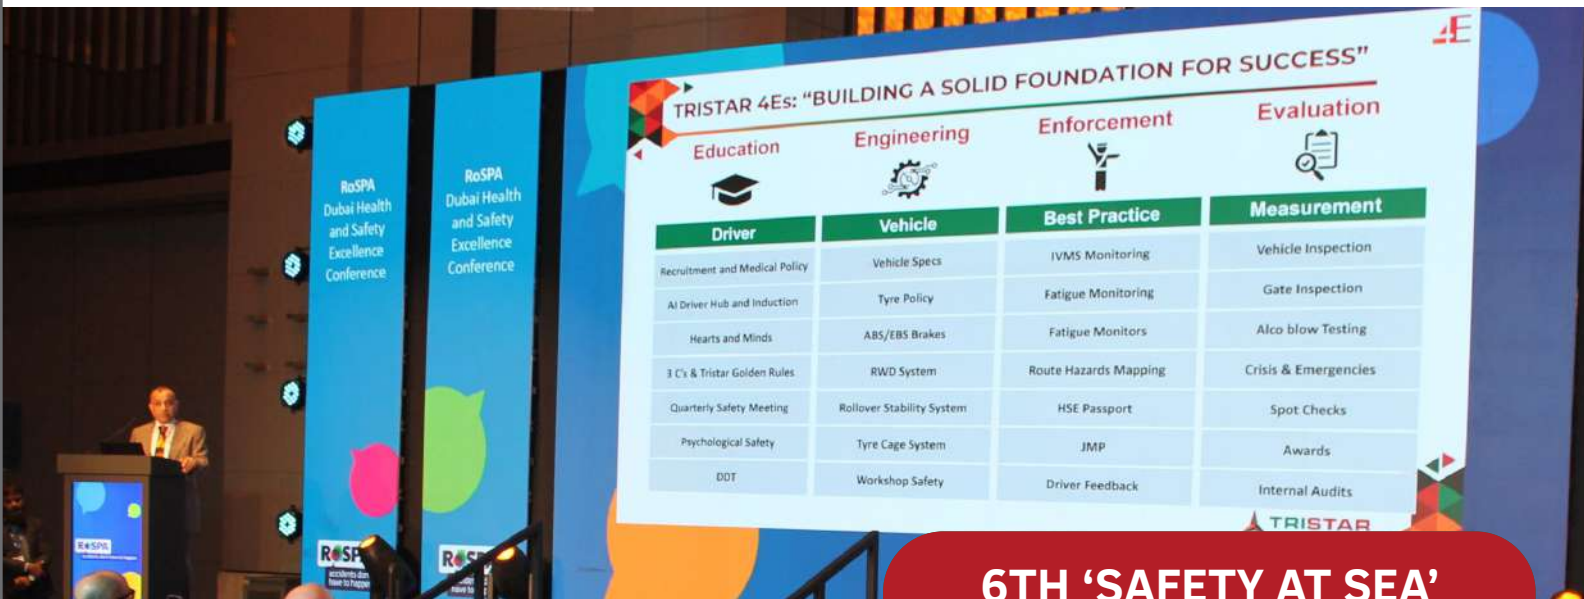 4E
TRISTAR 4Es: “BUILDING A SOLID FOUNDATION FOR SUCCESS”
Education
Engineering
Enforcement
Evaluation
Driver
Vehicle
Best Practice
Measurement
Recruitment and Medical Policy
Vehicle Specs
IVMS Monitoring
Vehicle Inspection
AI Driver Hub and Induction
Tyre Policy
Fatigue Monitoring
Gate Inspection
Hearts and Minds
ABS/EBS Brakes
Fatigue Monitors
Alco blow Testing
3 C's & Tristar Golden Rules
RWD System
Route Hazards Mapping
Crisis & Emergencies
Quarterly Safety Meeting
Rollover Stability System
HSE Passport
Spot Checks
Psychological Safety
Tyre Cage System
JMP
Awards
DDT
Workshop Safety
Driver Feedback
Internal Audits
TRISTAR
RoSPA
Dubai Health
and Safety
Excellence
Conference
RoSPA
Dubai Health
and Safety
Excellence
Conference
RoSPA
6TH ‘SAFETY AT SEA’